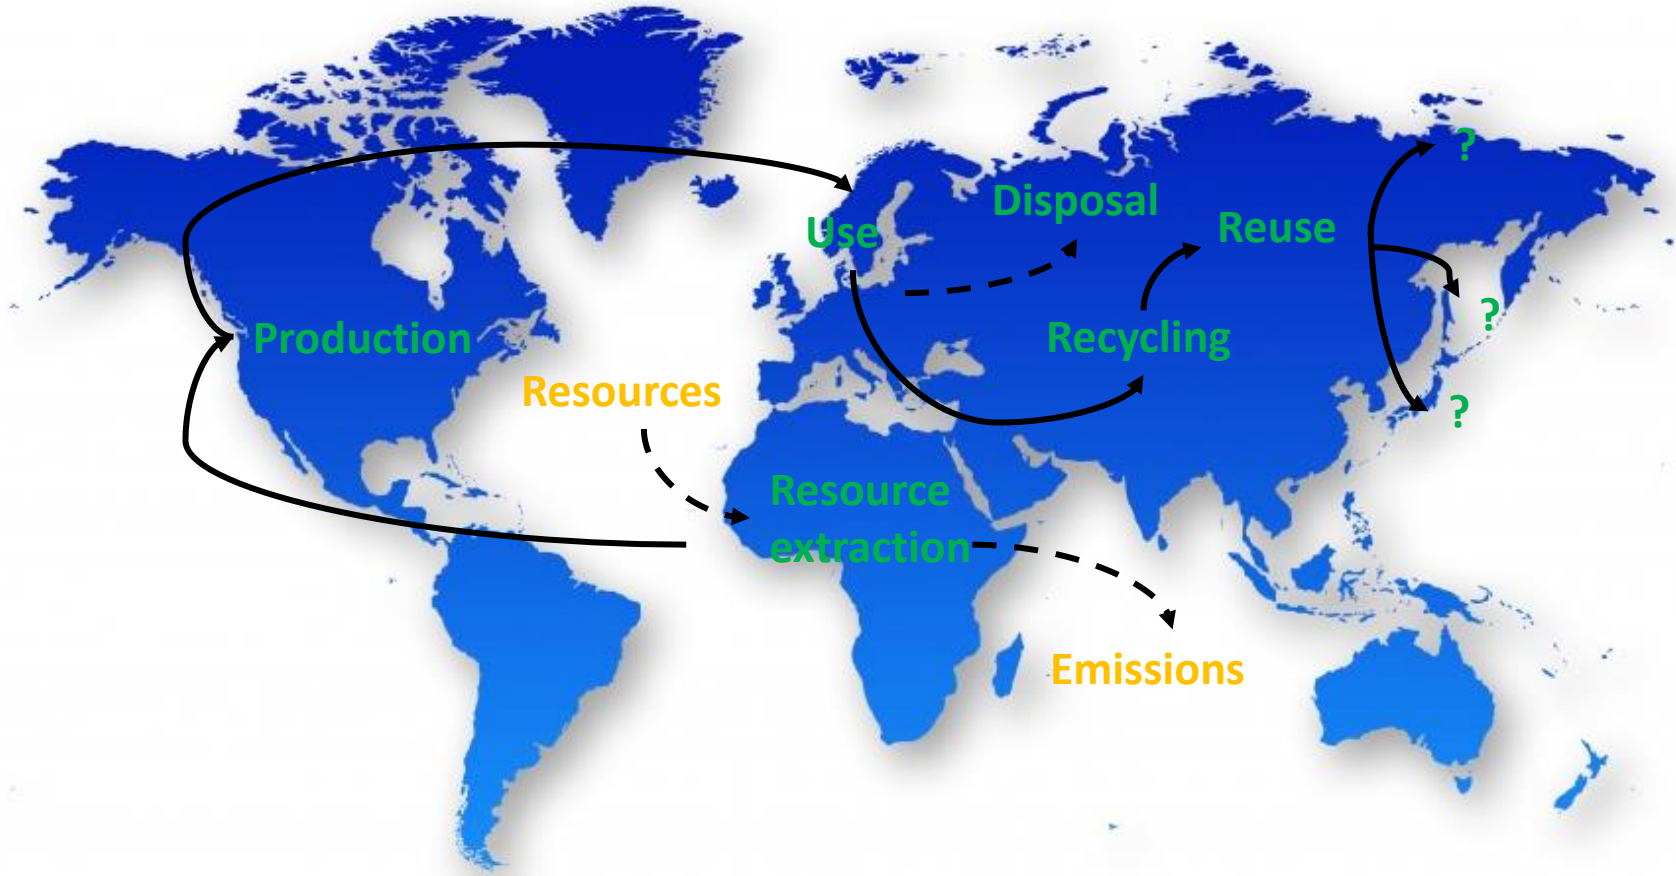 ?
Disposal
Use
Reuse
?
Production
Recycling
Resources
?
Resource
extraction
Emissions